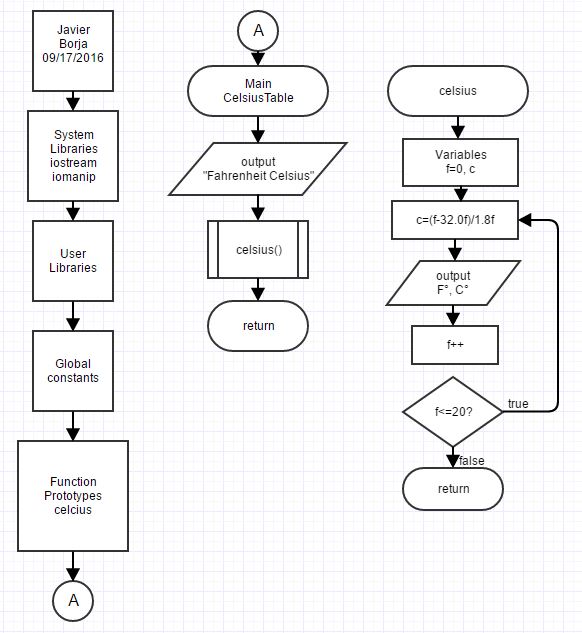 Javier
Borja
09/17/2016
System
Libraries
iostream
iomanip
User
Libraries
Global
constants
Function
Prototypes
celcius
A
A
Main
CelsiusTable
output
"Fahrenheit Celsius"
celsius()
return
celsius
Variables
f=0, c
c=(f-32.0f)/1.8f
output
F°, C°
f++
f<=20?
true
false
return